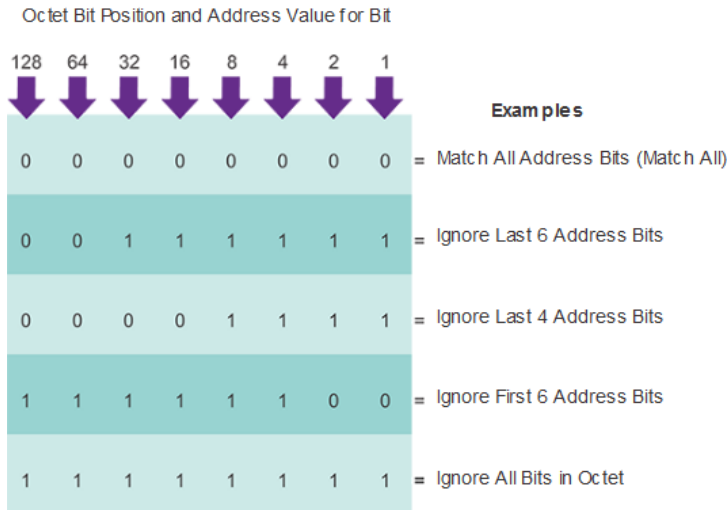 Octet Bit Position and Address Value for Bit
128 64 32 16 8 4 2 1
Examples
0 0 0 0 0 0 0 0 = Match All Address Bits (Match All)
0 0 1 1 1 1 1 1 = Ignore Last 6 Address Bits
0 0 0 0 1 1 1 1 = Ignore Last 4 Address Bits
1 1 1 1 1 1 0 0 = Ignore First 6 Address Bits
1 1 1 1 1 1 1 1 = Ignore All Bits in Octet